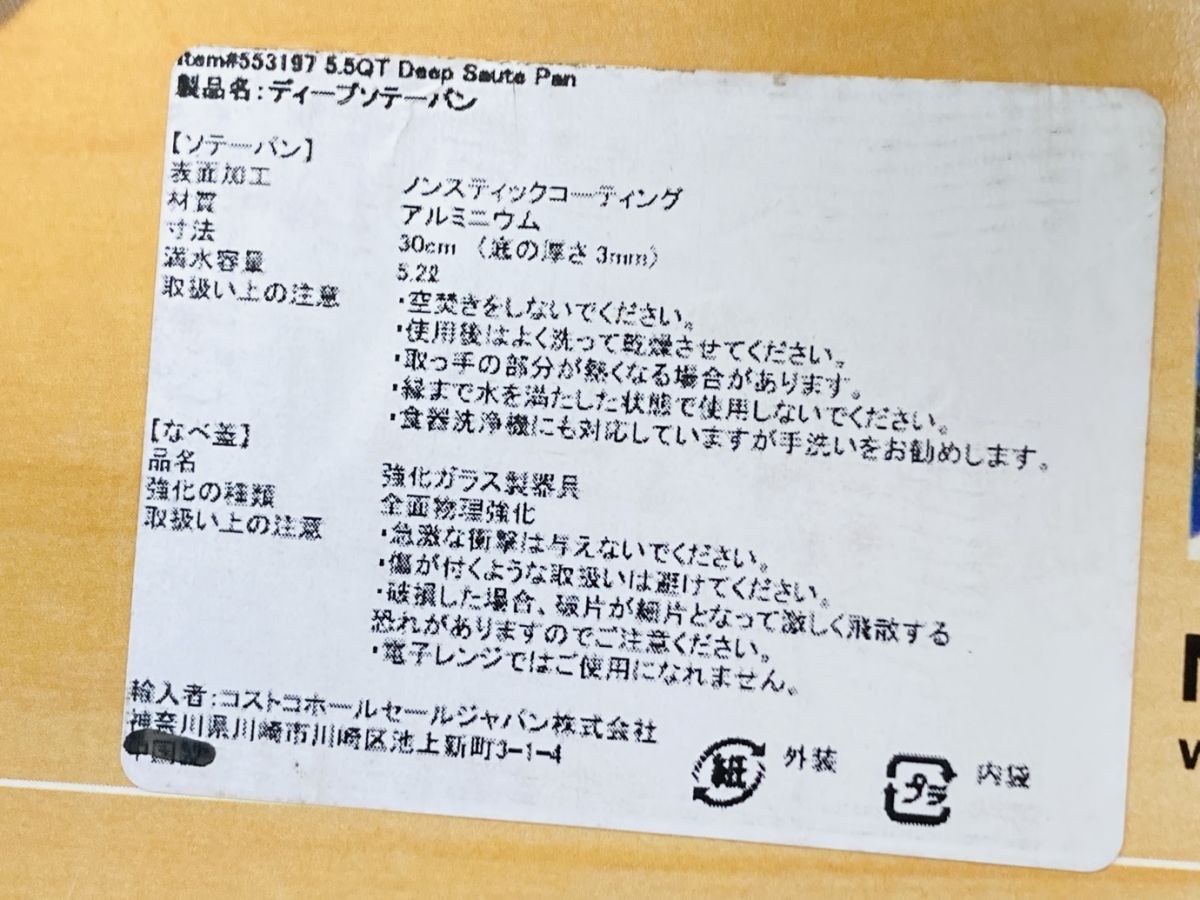 Item#553197 5.5QT Deep Saute Pan
製品名：ディープソテーパン
【ソテーパン】
表面加工 ノンスティックコーティング
材質 アルミニウム
寸法 30cm （底の厚さ3mm）
満水容量 5.2ℓ
取扱い上の注意 ・空焚きをしないでください。
・使用後はよく洗って乾燥させてください。
・取っ手の部分が熱くなる場合があります。
・縁まで水を満たした状態で使用しないでください。
・食器洗浄機にも対応していますが手洗いをお勧めします。
【なべ蓋】
品名 強化ガラス製器具
強化の種類 全面物理強化
取扱い上の注意 ・急激な衝撃は与えないでください。
・傷が付くような取扱いは避けてください。
・破損した場合、破片が細片となって激しく飛散する
恐れがありますのでご注意ください。
・電子レンジではご使用になれません。
輸入者：コストコホールセールジャパン株式会社
神奈川県川崎市川崎区池上新町3-1-4
中国製
紙 外装 プラ 内袋